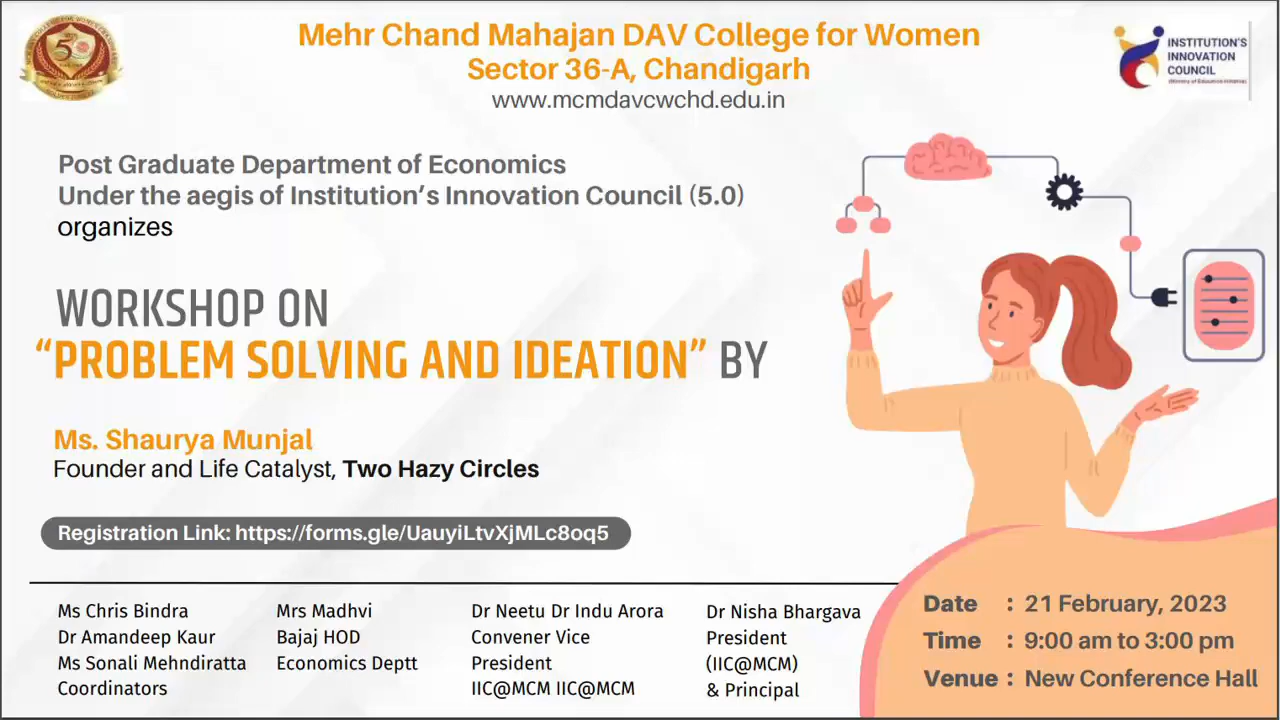 Mehr Chand Mahajan DAV College for Women
Sector 36-A, Chandigarh
www.mcmdavcwchd.edu.in
50
INSTITUTION'S
INNOVATION
COUNCIL
(Ministry of Education Initiative)
Post Graduate Department of Economics
Under the aegis of Institution's Innovation Council (5.0)
organizes
WORKSHOP ON
"PROBLEM SOLVING AND IDEATION" BY
Ms. Shaurya Munjal
Founder and Life Catalyst, Two Hazy Circles
Registration Link: https://forms.gle/UauyiLtvXjMLc8oq5
Ms Chris Bindra
Dr Amandeep Kaur
Ms Sonali Mehndiratta
Coordinators
Mrs Madhvi
Bajaj HOD
Economics Deptt
Dr Neetu Dr Indu Arora
Convener Vice
President
IIC@MCM IIC@MCM
Dr Nisha Bhargava
President
(IIC@MCM)
& Principal
Date : 21 February, 2023
Time : 9:00 am to 3:00 pm
Venue : New Conference Hall